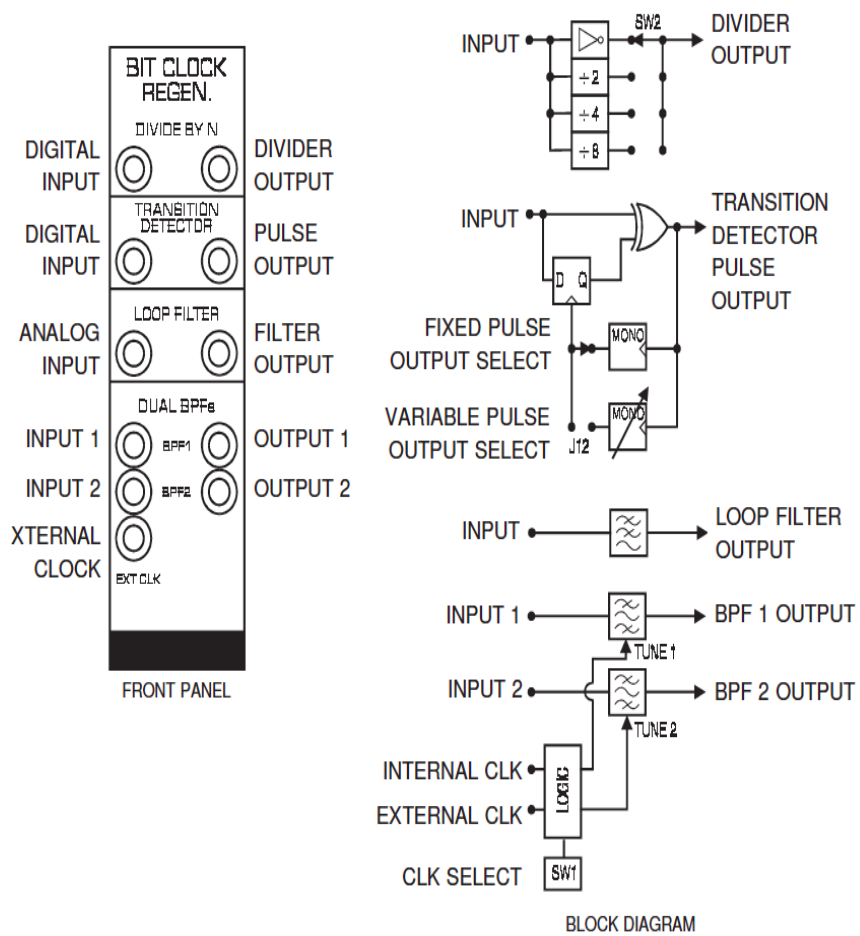 BIT CLOCK
REGEN.
DIVIDE BY N
DIGITAL
INPUT
DIVIDER
OUTPUT
TRANSITION
DETECTOR
DIGITAL
INPUT
PULSE
OUTPUT
LOOP FILTER
ANALOG
INPUT
FILTER
OUTPUT
DUAL BPFs
INPUT 1
BPF1
OUTPUT 1
INPUT 2
BPF2
OUTPUT 2
XTERNAL
CLOCK
EXT CLK
FRONT PANEL
INPUT
SW2
DIVIDER
OUTPUT
÷2
÷4
÷8
INPUT
TRANSITION
DETECTOR
PULSE
OUTPUT
D Q
FIXED PULSE
OUTPUT SELECT
MONO
VARIABLE PULSE
OUTPUT SELECT
J12
MONO
INPUT
LOOP FILTER
OUTPUT
INPUT 1
BPF 1 OUTPUT
TUNE 1
INPUT 2
BPF 2 OUTPUT
TUNE 2
INTERNAL CLK
EXTERNAL CLK
LOGIC
CLK SELECT
SW1
BLOCK DIAGRAM